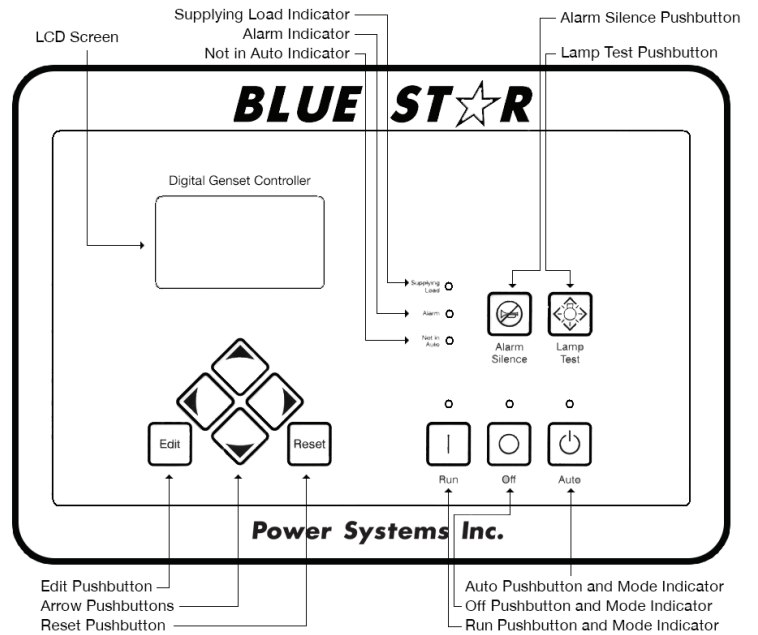 Supplying Load Indicator
Alarm Indicator
Not in Auto Indicator
LCD Screen
Alarm Silence Pushbutton
Lamp Test Pushbutton
BLUE ST☆R
Digital Genset Controller
Supplying
Load
Alarm
Not in
Auto
Alarm
Silence
Lamp
Test
Edit
Reset
Run
Off
Auto
Power Systems Inc.
Edit Pushbutton
Arrow Pushbuttons
Reset Pushbutton
Auto Pushbutton and Mode Indicator
Off Pushbutton and Mode Indicator
Run Pushbutton and Mode Indicator